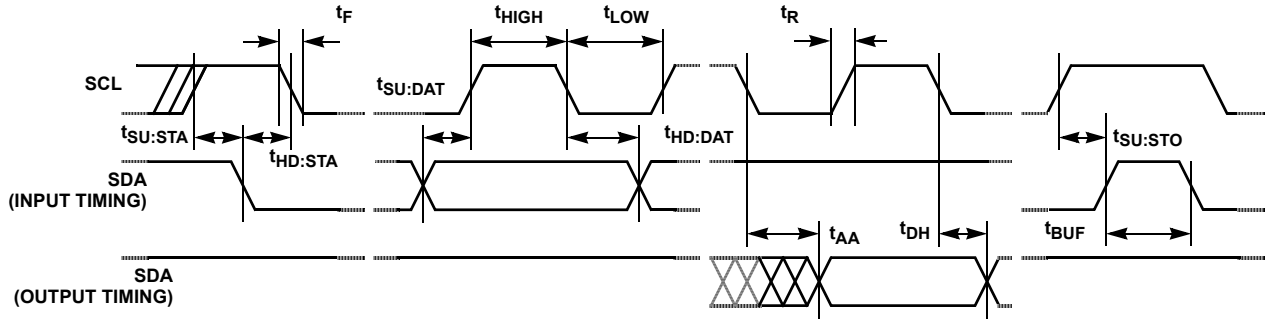 tF
tHIGH
tLOW
tR
SCL
tSU:DAT
tSU:STA
tHD:STA
tHD:DAT
tSU:STO
SDA
(INPUT TIMING)
tAA
tDH
tBUF
SDA
(OUTPUT TIMING)